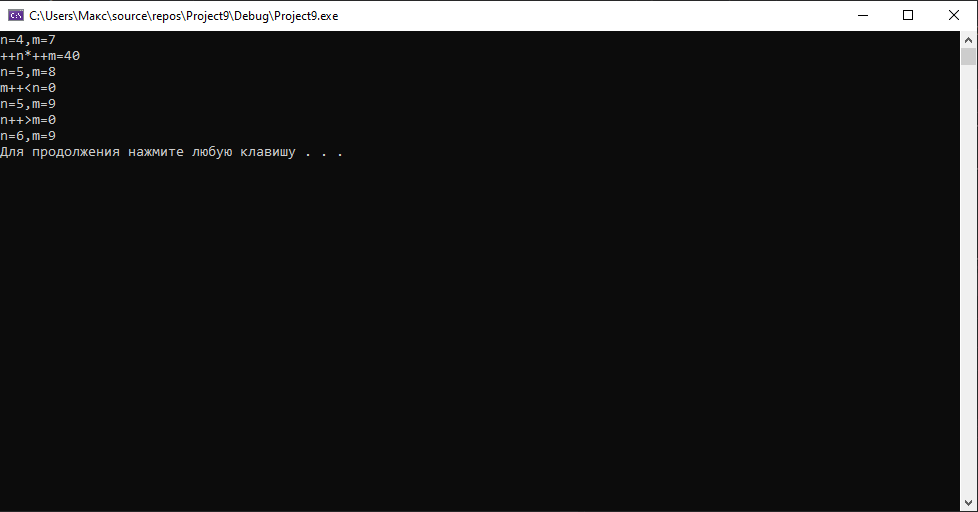 C:\Users\Макс\source\repos\Project9\Debug\Project9.exe
n=4,m=7
++n*++m=40
n=5,m=8
m++<n=0
n=5,m=9
n++>m=0
n=6,m=9
Для продолжения нажмите любую клавишу . . .